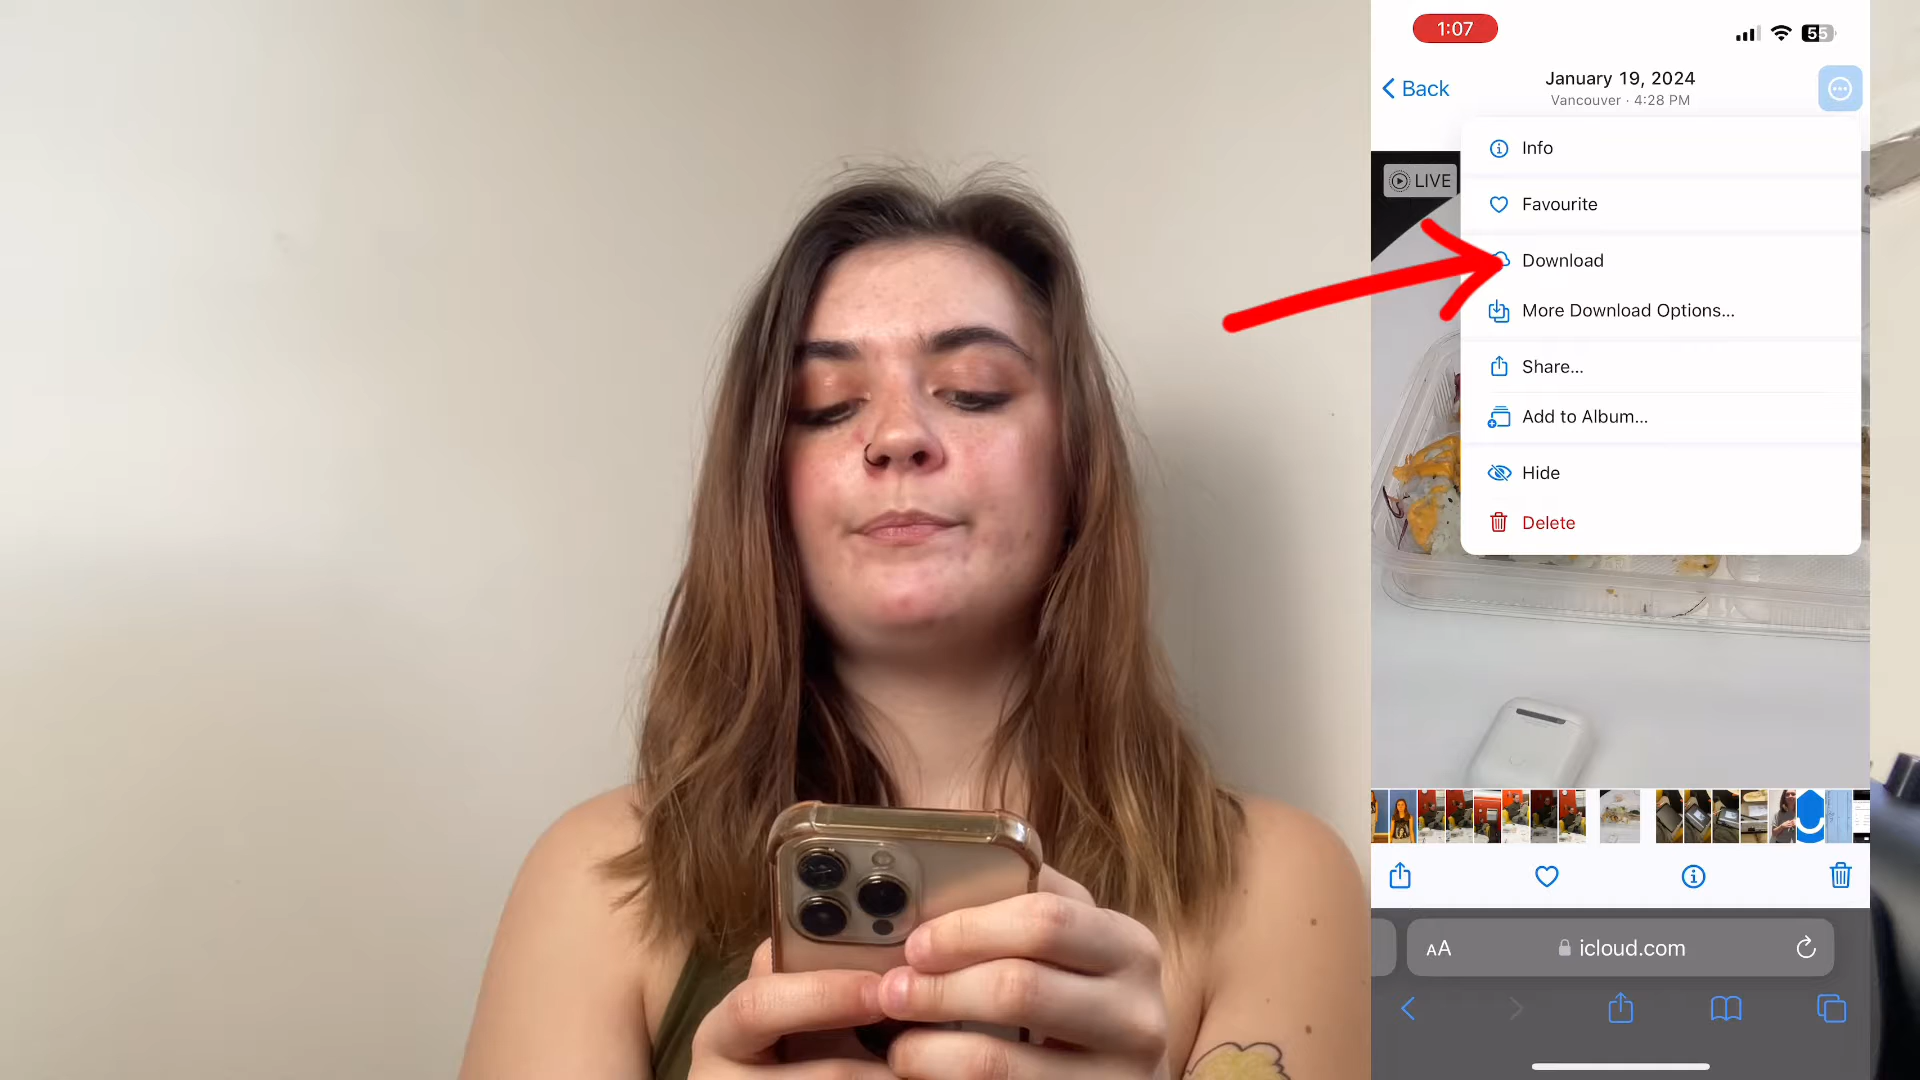 1:07
55
Back
January 19, 2024
Vancouver · 4:28 PM
Info
LIVE
Favourite
Download
More Download Options...
Share...
Add to Album...
Hide
Delete
AA
icloud.com